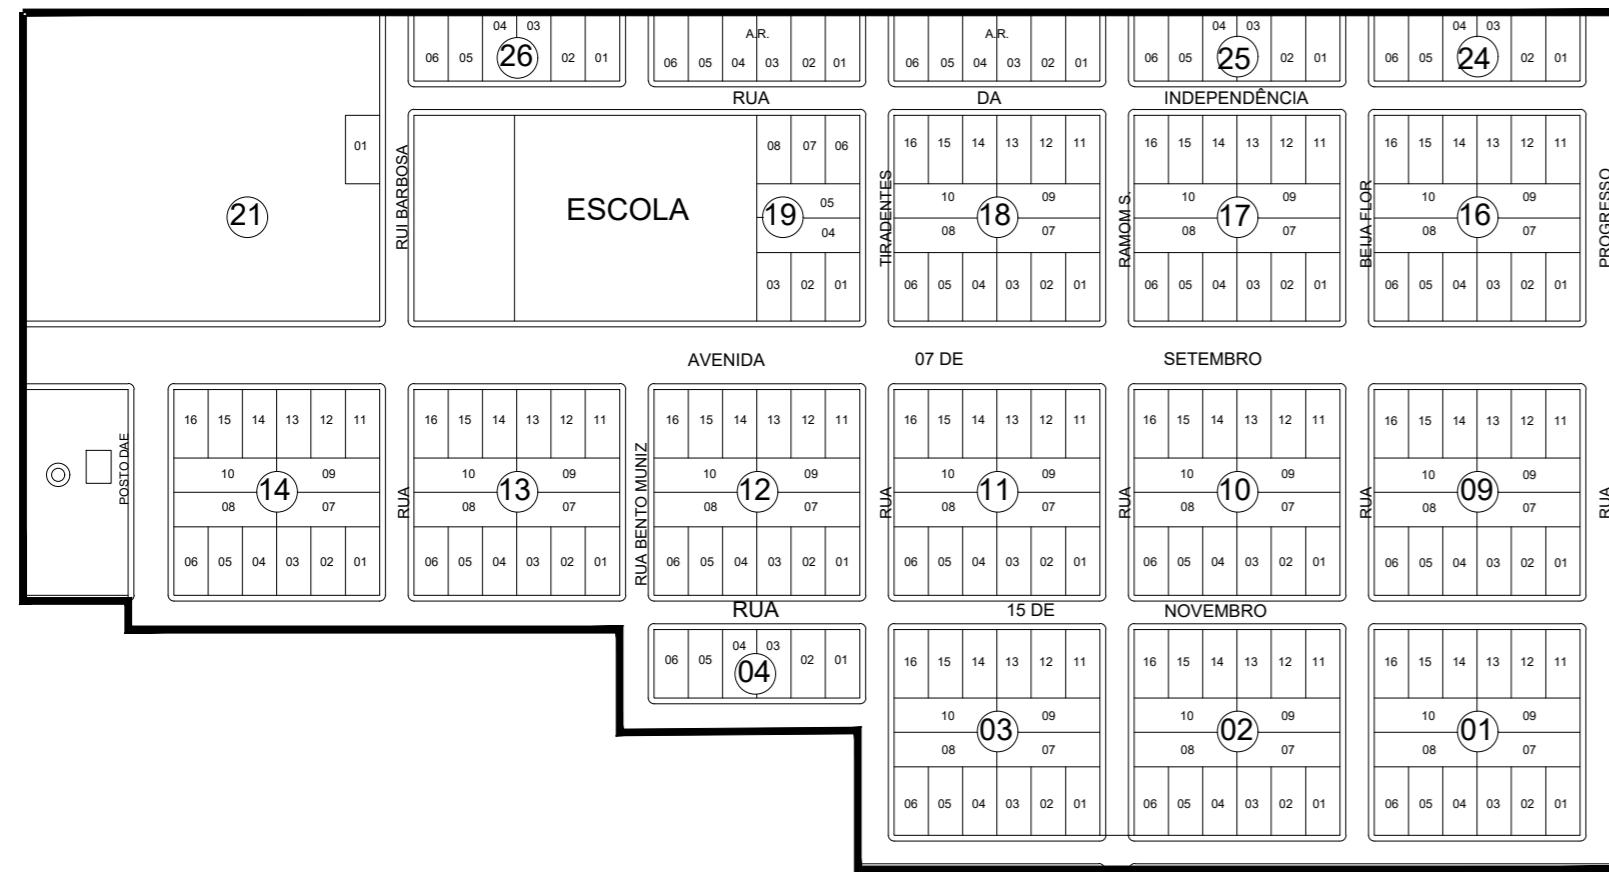 04 03 04 03 04 03
A.R. A.R.
06 05 26 02 01 06 05 04 03 02 01 06 05 04 03 02 01 06 05 25 02 01 06 05 24 02 01
RUA DA INDEPENDÊNCIA
01 08 07 06 16 15 14 13 12 11 16 15 14 13 12 11 16 15 14 13 12 11
RUI BARBOSA
TIRADENTES
RAMOM S.
BEIJA FLOR
PROGRESSO
05 10 09 10 09 10 09
21 ESCOLA 19 18 17 16
04 08 07 08 07 08 07
03 02 01 06 05 04 03 02 01 06 05 04 03 02 01 06 05 04 03 02 01
AVENIDA 07 DE SETEMBRO
16 15 14 13 12 11 16 15 14 13 12 11 16 15 14 13 12 11 16 15 14 13 12 11 16 15 14 13 12 11 16 15 14 13 12 11
POSTO DAE
10 09 10 09 10 09 10 09 10 09 10 09
14 13 12 11 10 09
08 07 08 07 08 07 08 07 08 07 08 07
RUA
RUA BENTO MUNIZ
RUA
RUA
RUA
RUA
06 05 04 03 02 01 06 05 04 03 02 01 06 05 04 03 02 01 06 05 04 03 02 01 06 05 04 03 02 01 06 05 04 03 02 01
RUA 15 DE NOVEMBRO
04 03
06 05 04 02 01 16 15 14 13 12 11 16 15 14 13 12 11 16 15 14 13 12 11
10 09 10 09 10 09
03 02 01
08 07 08 07 08 07
06 05 04 03 02 01 06 05 04 03 02 01 06 05 04 03 02 01